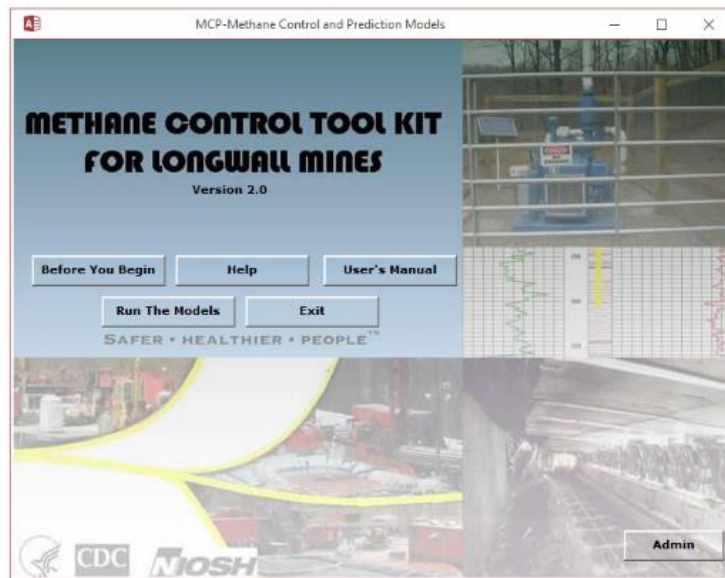 MCP-Methane Control and Prediction Models
METHANE CONTROL TOOL KIT
FOR LONGWALL MINES
Version 2.0
Before You Begin
Help
User's Manual
Run The Models
Exit
SAFER • HEALTHIER • PEOPLE™
DANGER
CDC
NIOSH
Admin